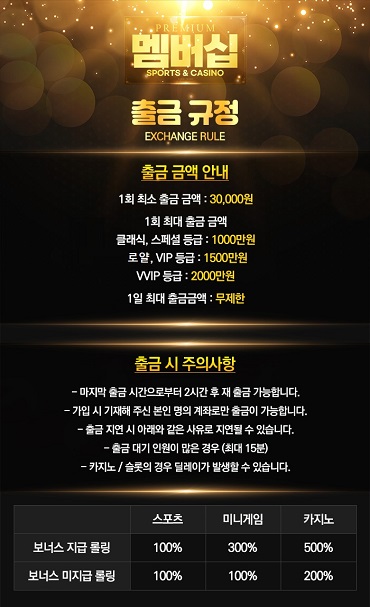 PREMIUM
멤버십
SPORTS & CASINO
출금 규정
EXCHANGE RULE
출금 금액 안내
1회 최소 출금 금액 : 30,000원
1회 최대 출금 금액
클래식, 스페셜 등급 : 1000만원
로얄, VIP 등급 : 1500만원
VVIP 등급 : 2000만원
1일 최대 출금금액 : 무제한
출금 시 주의사항
- 마지막 출금 시간으로부터 2시간 후 재 출금 가능합니다.
- 가입 시 기재해 주신 본인 명의 계좌로만 출금이 가능합니다.
- 출금 지연 시 아래와 같은 사유로 지연될 수 있습니다.
- 출금 대기 인원이 많은 경우 (최대 15분)
- 카지노 / 슬롯의 경우 딜레이가 발생할 수 있습니다.
스포츠 미니게임 카지노
보너스 지급 롤링 100% 300% 500%
보너스 미지급 롤링 100% 100% 200%